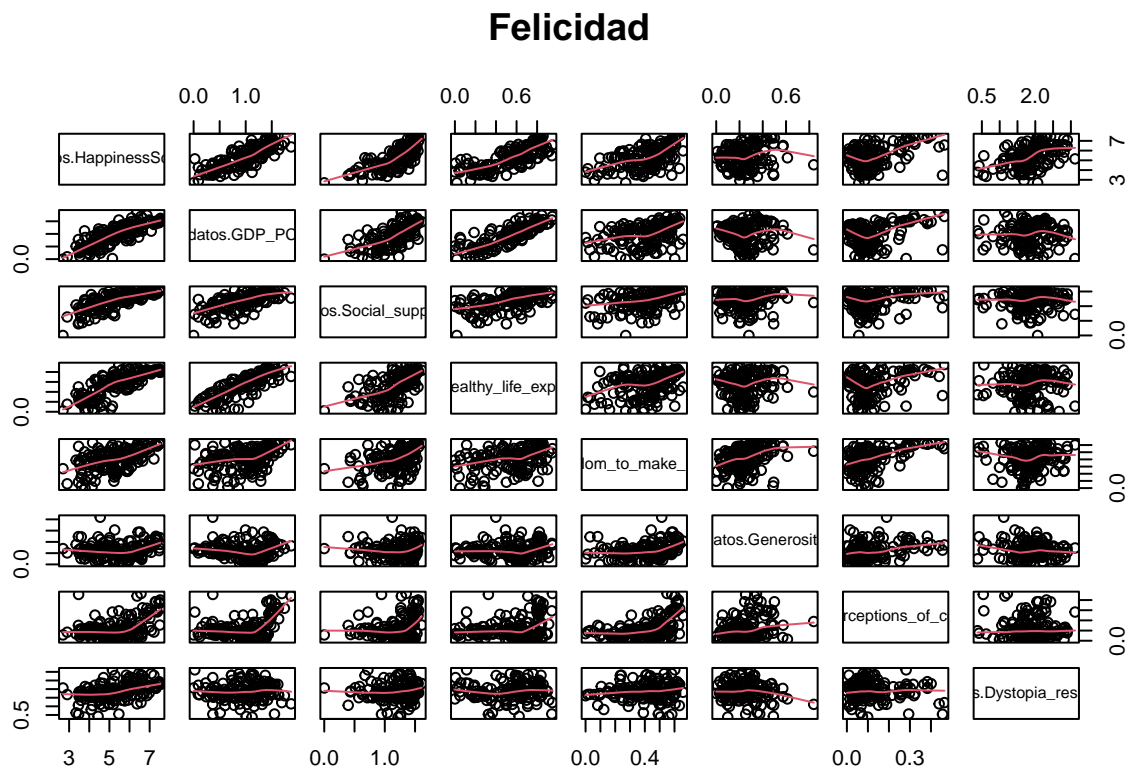 Felicidad
0.0 1.0 0.0 0.6 0.0 0.6 0.5 2.0
os.HappinessSc
3 7
0.0
datos.GDP_PC
os.Social_supp
0.0
0.0
ealthy_life_exp
dom_to_make_
0.0
0.0
atos.Generosit
rceptions_of_c
0.0
0.5
s.Dystopia_res
3 5 7 0.0 1.0 0.0 0.4 0.0 0.3